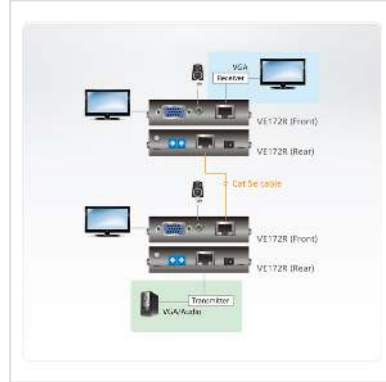 VGA
Receiver
VE172R (Front)
VE172R (Rear)
Cat 5e cable
VE172R (Front)
VE172R (Rear)
Transmitter
VGA/Audio